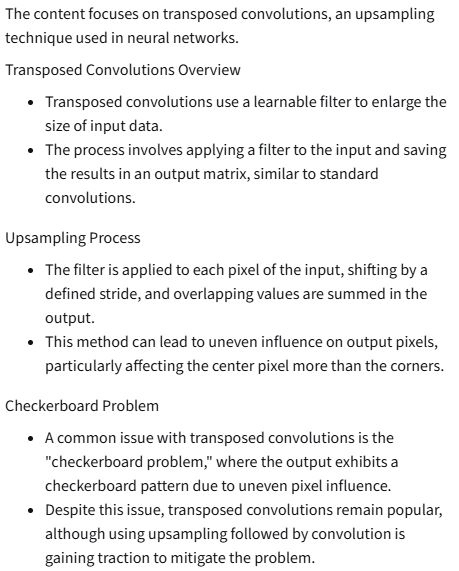 The content focuses on transposed convolutions, an upsampling
technique used in neural networks.
Transposed Convolutions Overview
• Transposed convolutions use a learnable filter to enlarge the
size of input data.
• The process involves applying a filter to the input and saving
the results in an output matrix, similar to standard
convolutions.
Upsampling Process
• The filter is applied to each pixel of the input, shifting by a
defined stride, and overlapping values are summed in the
output.
• This method can lead to uneven influence on output pixels,
particularly affecting the center pixel more than the corners.
Checkerboard Problem
• A common issue with transposed convolutions is the
"checkerboard problem," where the output exhibits a
checkerboard pattern due to uneven pixel influence.
• Despite this issue, transposed convolutions remain popular,
although using upsampling followed by convolution is
gaining traction to mitigate the problem.